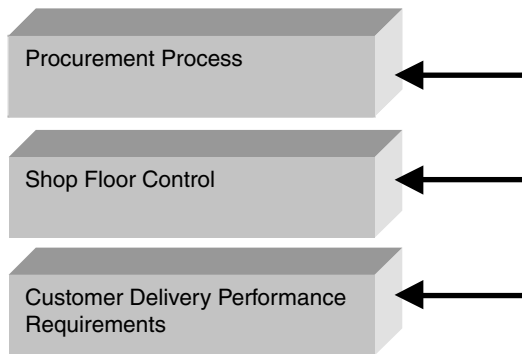 Procurement Process
Shop Floor Control
Customer Delivery Performance
Requirements